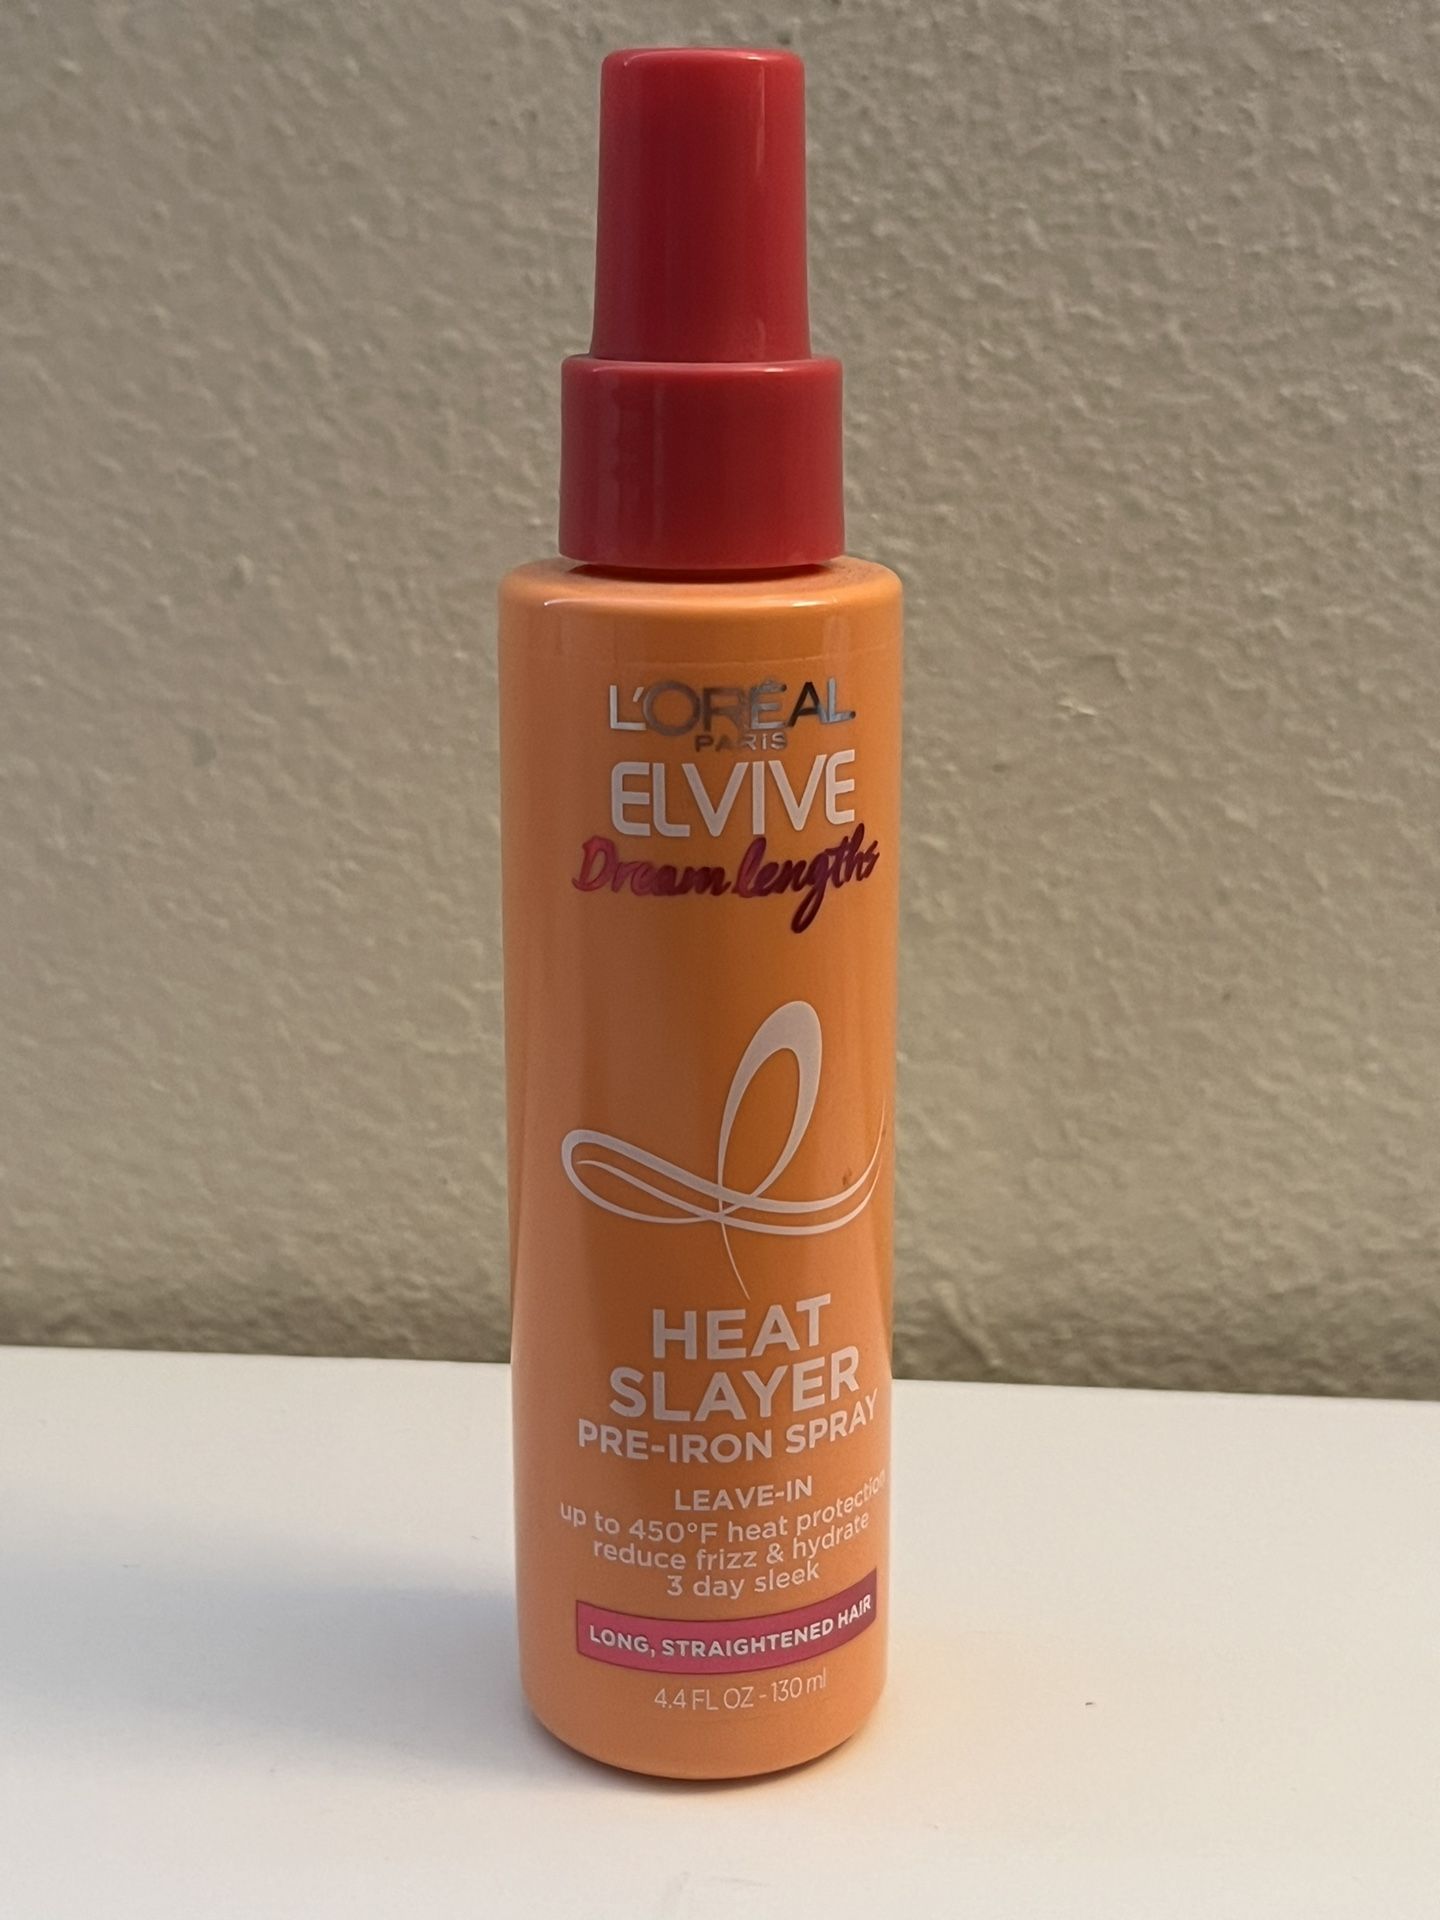 L'ORÉAL
PARIS
ELVIVE
Dream lengths
HEAT
SLAYER
PRE-IRON SPRAY
LEAVE-IN
up to 450°F heat protection
reduce frizz & hydrate
3 day sleek
LONG, STRAIGHTENED HAIR
4.4 FL OZ - 130 ml